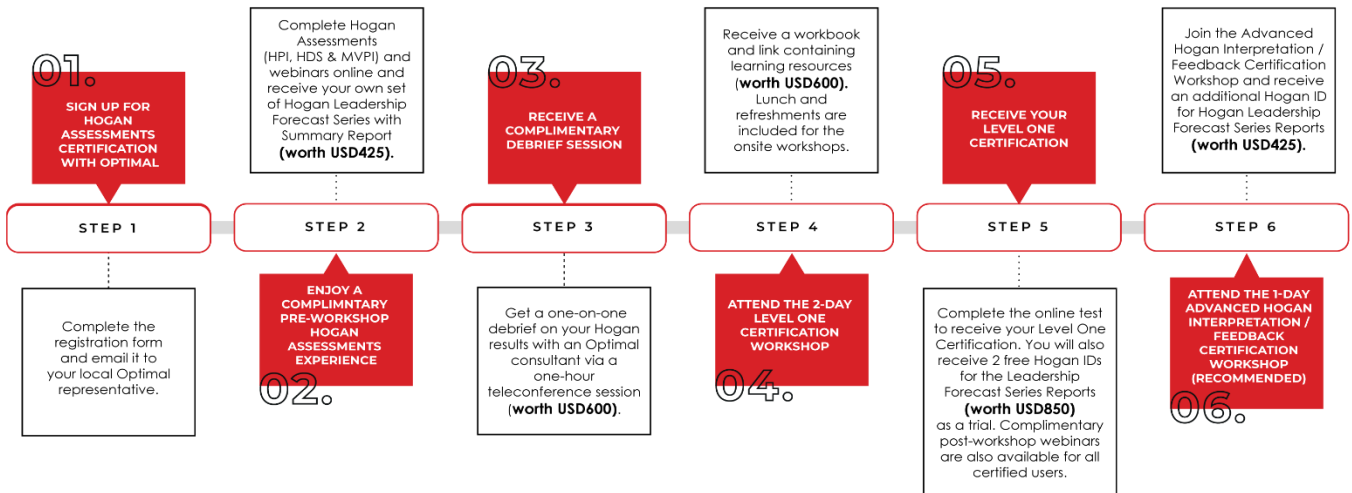 01.
SIGN UP FOR
HOGAN
ASSESSMENTS
CERTIFICATION
WITH OPTIMAL
STEP 1
Complete the
registration form
and email it to
your local Optimal
representative.
Complete Hogan
Assessments
(HPI, HDS & MVPI) and
webinars online and
receive your own set
of Hogan Leadership
Forecast Series with
Summary Report
(worth USD425).
STEP 2
ENJOY A
COMPLIMNTARY
PRE-WORKSHOP
HOGAN
ASSESSMENTS
EXPERIENCE
02.
03.
RECEIVE A
COMPLIMENTARY
DEBRIEF SESSION
STEP 3
Get a one-on-one
debrief on your Hogan
results with an Optimal
consultant via a
one-hour
teleconference session
(worth USD600).
Receive a workbook
and link containing
learning resources
(worth USD600).
Lunch and
refreshments are
included for the
onsite workshops.
STEP 4
ATTEND THE 2-DAY
LEVEL ONE
CERTIFICATION
WORKSHOP
04.
05.
RECEIVE YOUR
LEVEL ONE
CERTIFICATION
STEP 5
Complete the online test
to receive your Level One
Certification. You will also
receive 2 free Hogan IDs
for the Leadership
Forecast Series Reports
(worth USD850)
as a trial. Complimentary
post-workshop webinars
are also available for all
certified users.
Join the Advanced
Hogan Interpretation /
Feedback Certification
Workshop and receive
an additional Hogan ID
for Hogan Leadership
Forecast Series Reports
(worth USD425).
STEP 6
ATTEND THE 1-DAY
ADVANCED HOGAN
INTERPRETATION /
FEEDBACK
CERTIFICATION
WORKSHOP
(RECOMMENDED)
06.